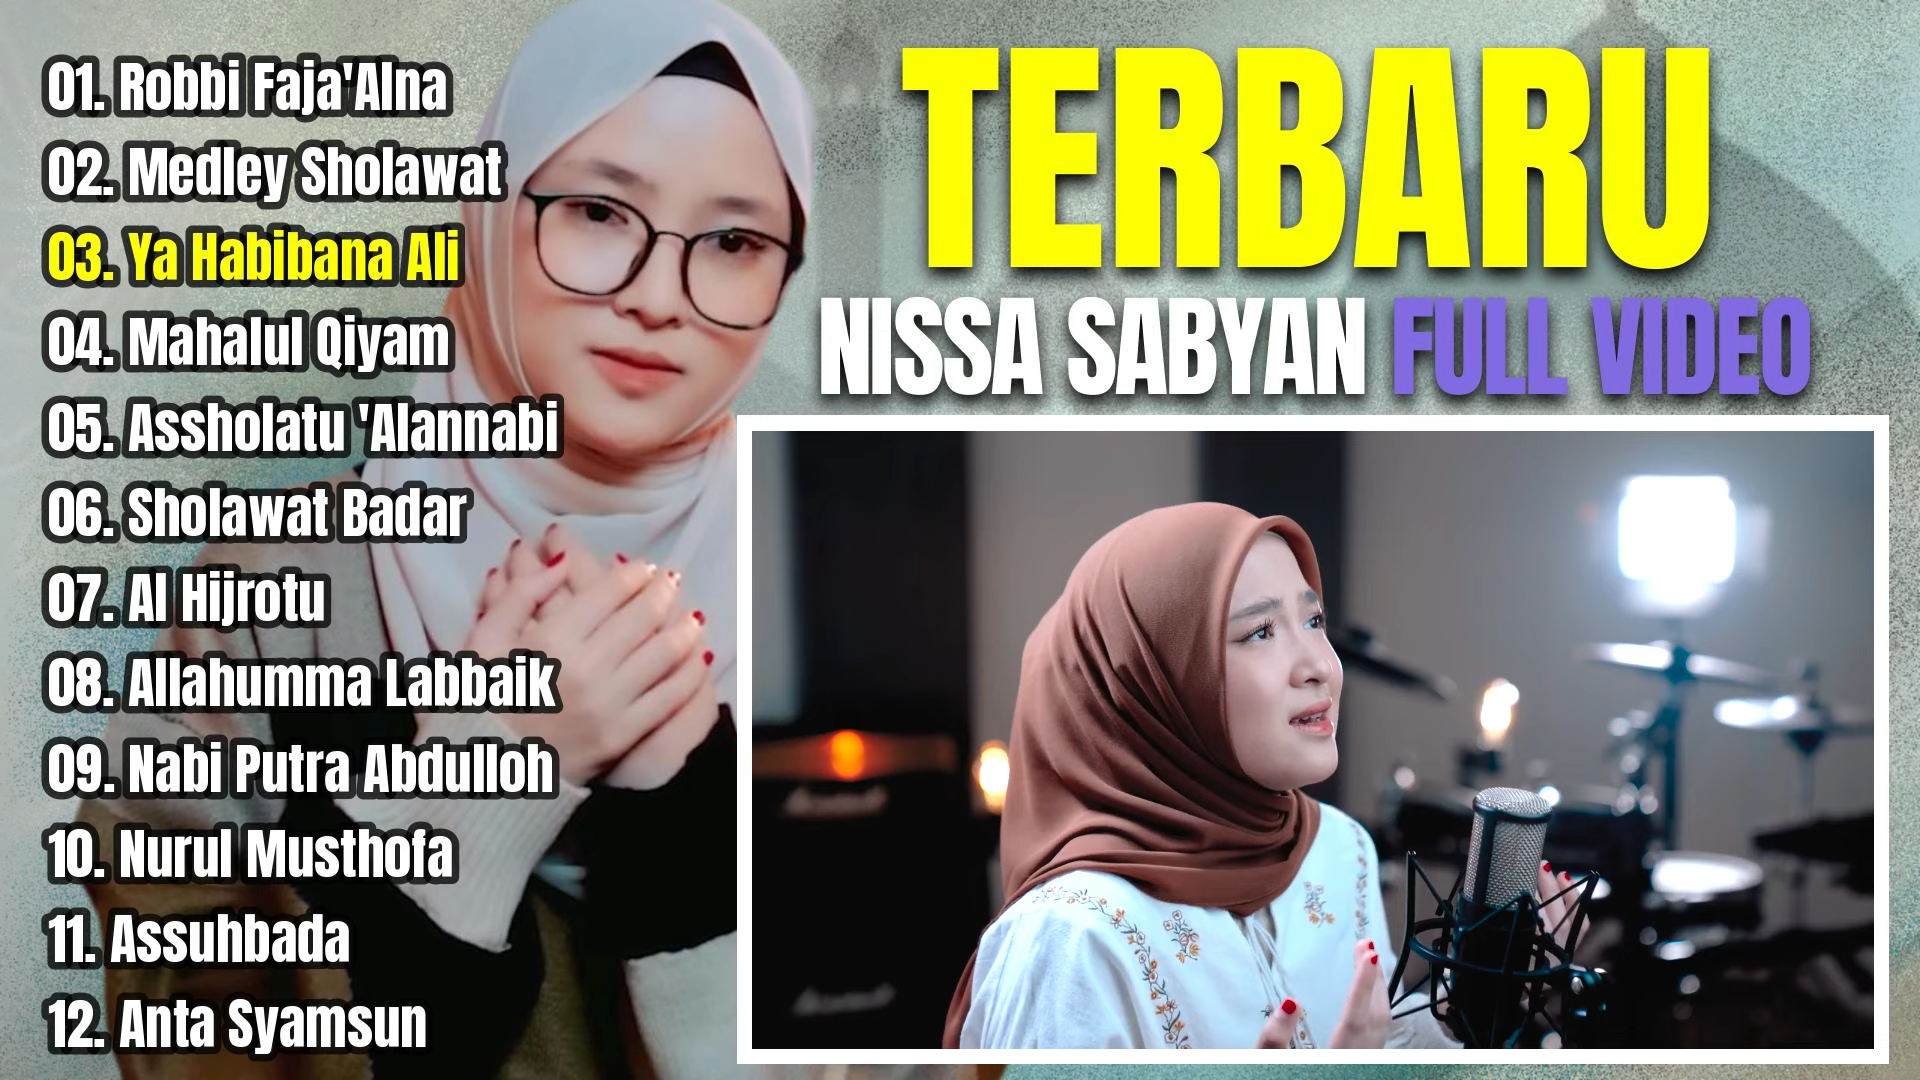 01. Robbi Faja'Alna
02. Medley Sholawat
03. Ya Habibana Ali
04. Mahalul Qiyam
05. Assholatu 'Alannabi
06. Sholawat Badar
07. Al Hijrotu
08. Allahumma Labbaik
09. Nabi Putra Abdulloh
10. Nurul Musthofa
11. Assuhbada
12. Anta Syamsun
TERBARU
NISSA SABYAN FULL VIDEO